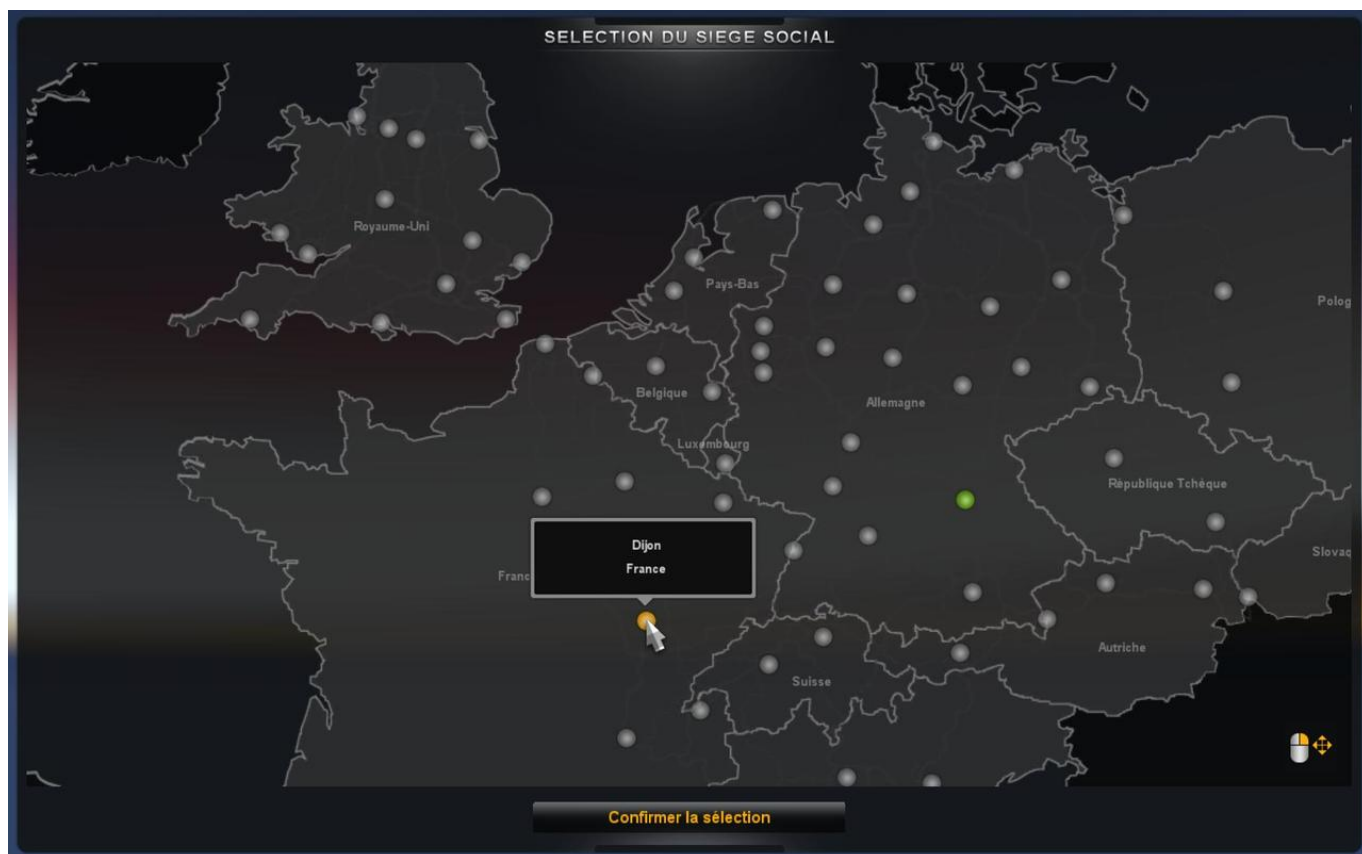 SELECTION DU SIEGE SOCIAL
Royaume-Uni
Pays-Bas
Polog
Belgique
Allemagne
Luxembourg
République Tchéque
Slovaq
Dijon
France
Franc
Autriche
Suisse
Confirmer la sélection